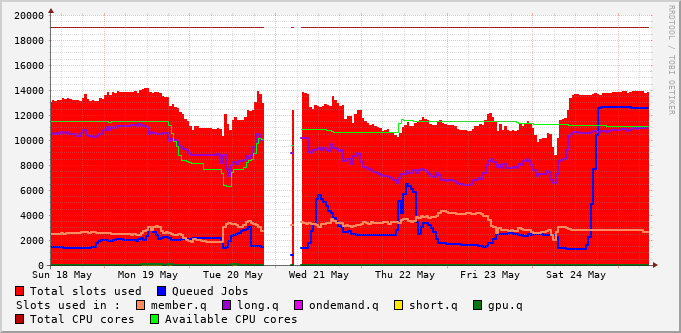 20000
18000
16000
14000
12000
10000
8000
6000
4000
2000
0
Sun 18 May Mon 19 May Tue 20 May Wed 21 May Thu 22 May Fri 23 May Sat 24 May
Total slots used Queued Jobs
Slots used in : member.q long.q ondemand.q short.q gpu.q
Total CPU cores Available CPU cores
RRDTOOL / TOBI OETIKER